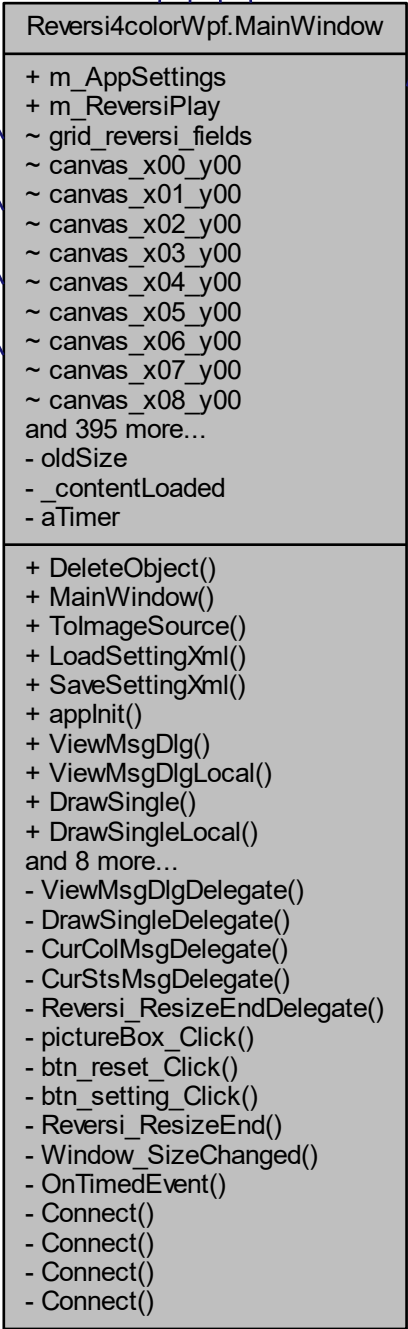 Reversi4colorWpf.MainWindow
+ m_AppSettings
+ m_ReversiPlay
~ grid_reversi_fields
~ canvas_x00_y00
~ canvas_x01_y00
~ canvas_x02_y00
~ canvas_x03_y00
~ canvas_x04_y00
~ canvas_x05_y00
~ canvas_x06_y00
~ canvas_x07_y00
~ canvas_x08_y00
and 395 more...
- oldSize
- _contentLoaded
- aTimer
+ DeleteObject()
+ MainWindow()
+ ToImageSource()
+ LoadSettingXml()
+ SaveSettingXml()
+ appInit()
+ ViewMsgDlg()
+ ViewMsgDlgLocal()
+ DrawSingle()
+ DrawSingleLocal()
and 8 more...
- ViewMsgDlgDelegate()
- DrawSingleDelegate()
- CurColMsgDelegate()
- CurStsMsgDelegate()
- Reversi_ResizeEndDelegate()
- pictureBox_Click()
- btn_reset_Click()
- btn_setting_Click()
- Reversi_ResizeEnd()
- Window_SizeChanged()
- OnTimedEvent()
- Connect()
- Connect()
- Connect()
- Connect()